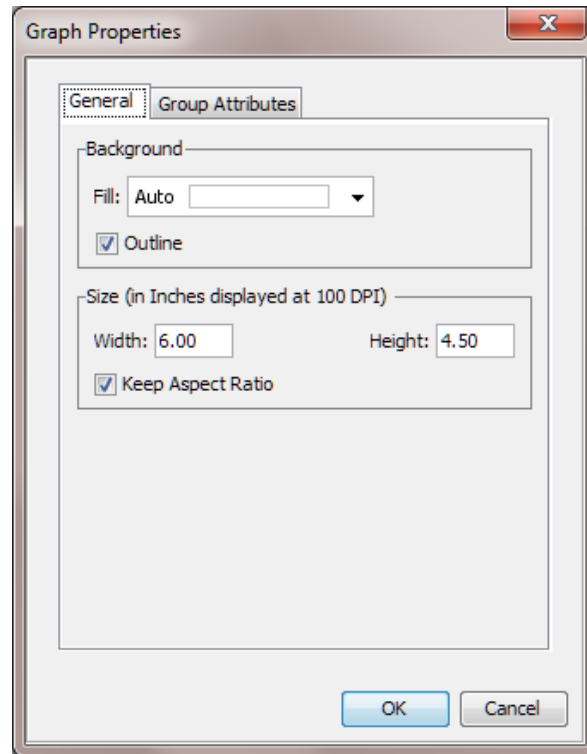 Graph Properties
General Group Attributes
Background
Fill: Auto
Outline
Size (in Inches displayed at 100 DPI)
Width: 6.00 Height: 4.50
Keep Aspect Ratio
OK Cancel